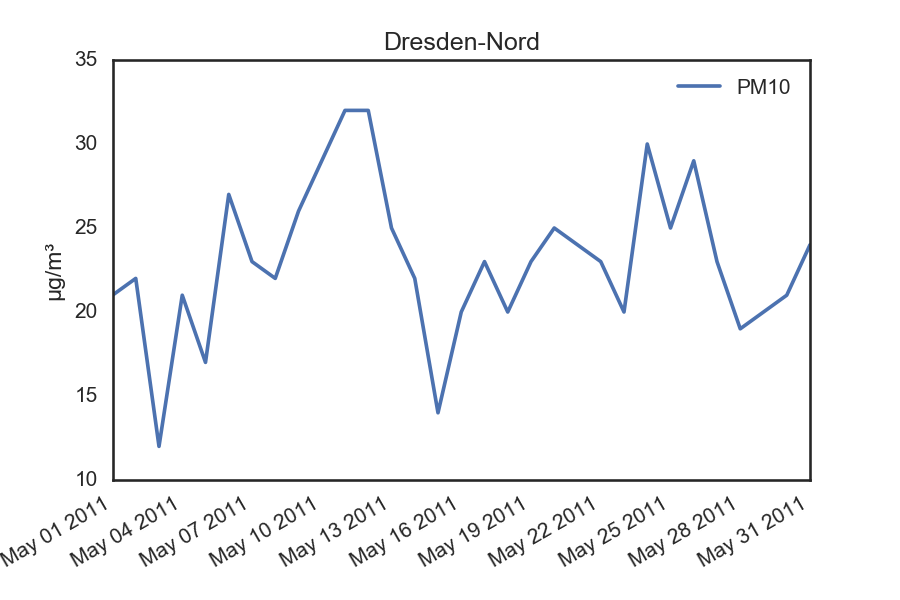 Dresden-Nord
35
30
25
20
15
10
µg/m³
PM10
May 01 2011
May 04 2011
May 07 2011
May 10 2011
May 13 2011
May 16 2011
May 19 2011
May 22 2011
May 25 2011
May 28 2011
May 31 2011